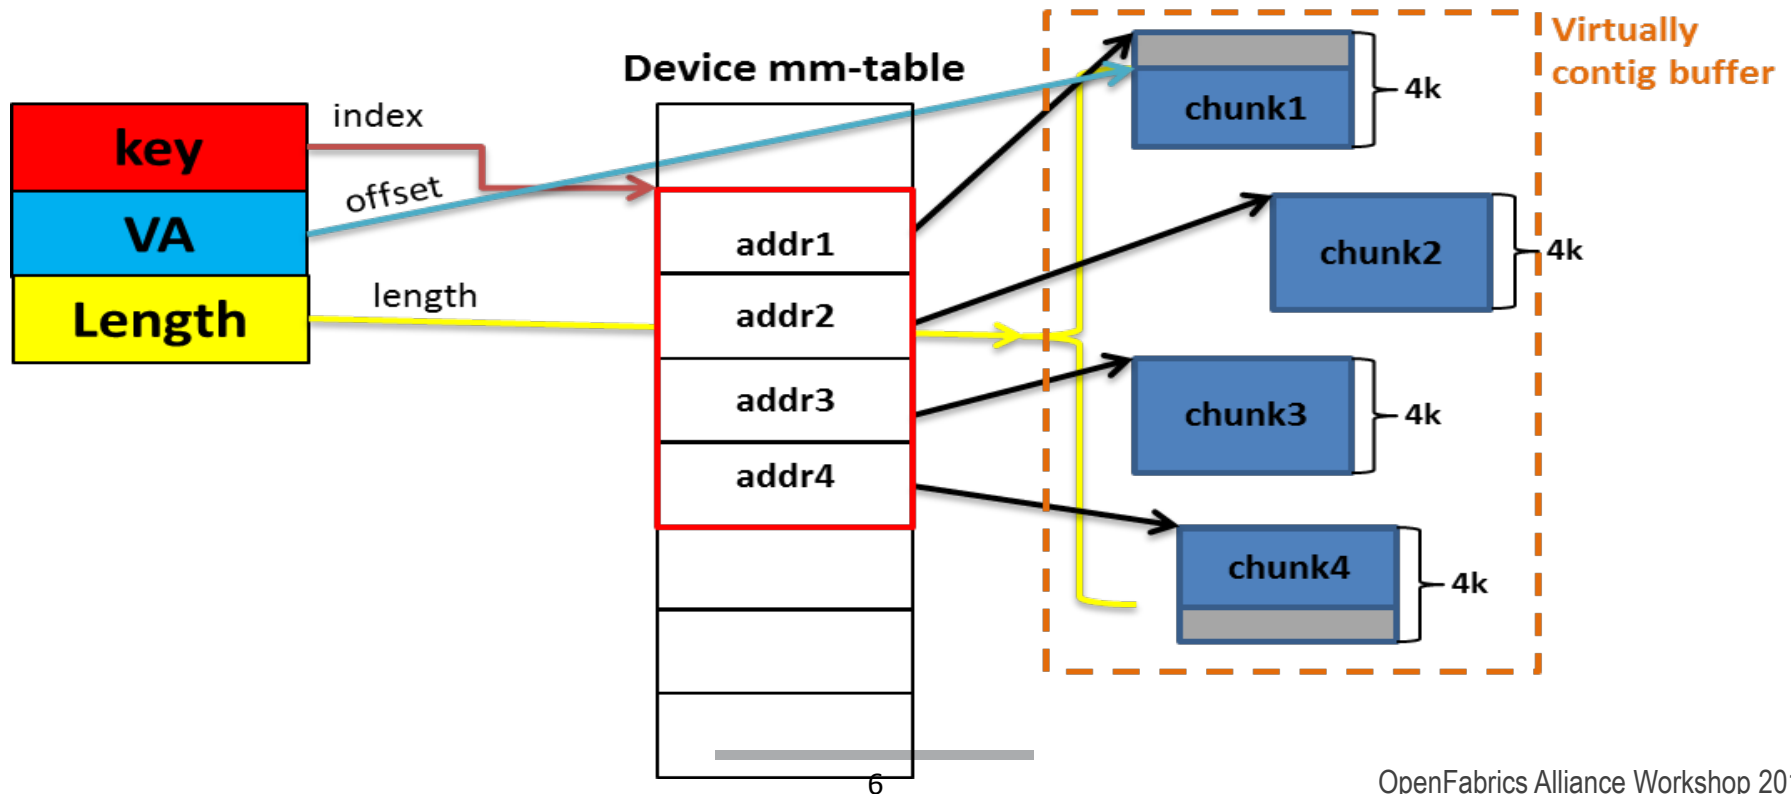 Device mm-table
Virtually
contig buffer
key
index
VA
offset
Length
length
addr1
addr2
addr3
addr4
chunk1
4k
chunk2
4k
chunk3
4k
chunk4
4k
6
OpenFabrics Alliance Workshop